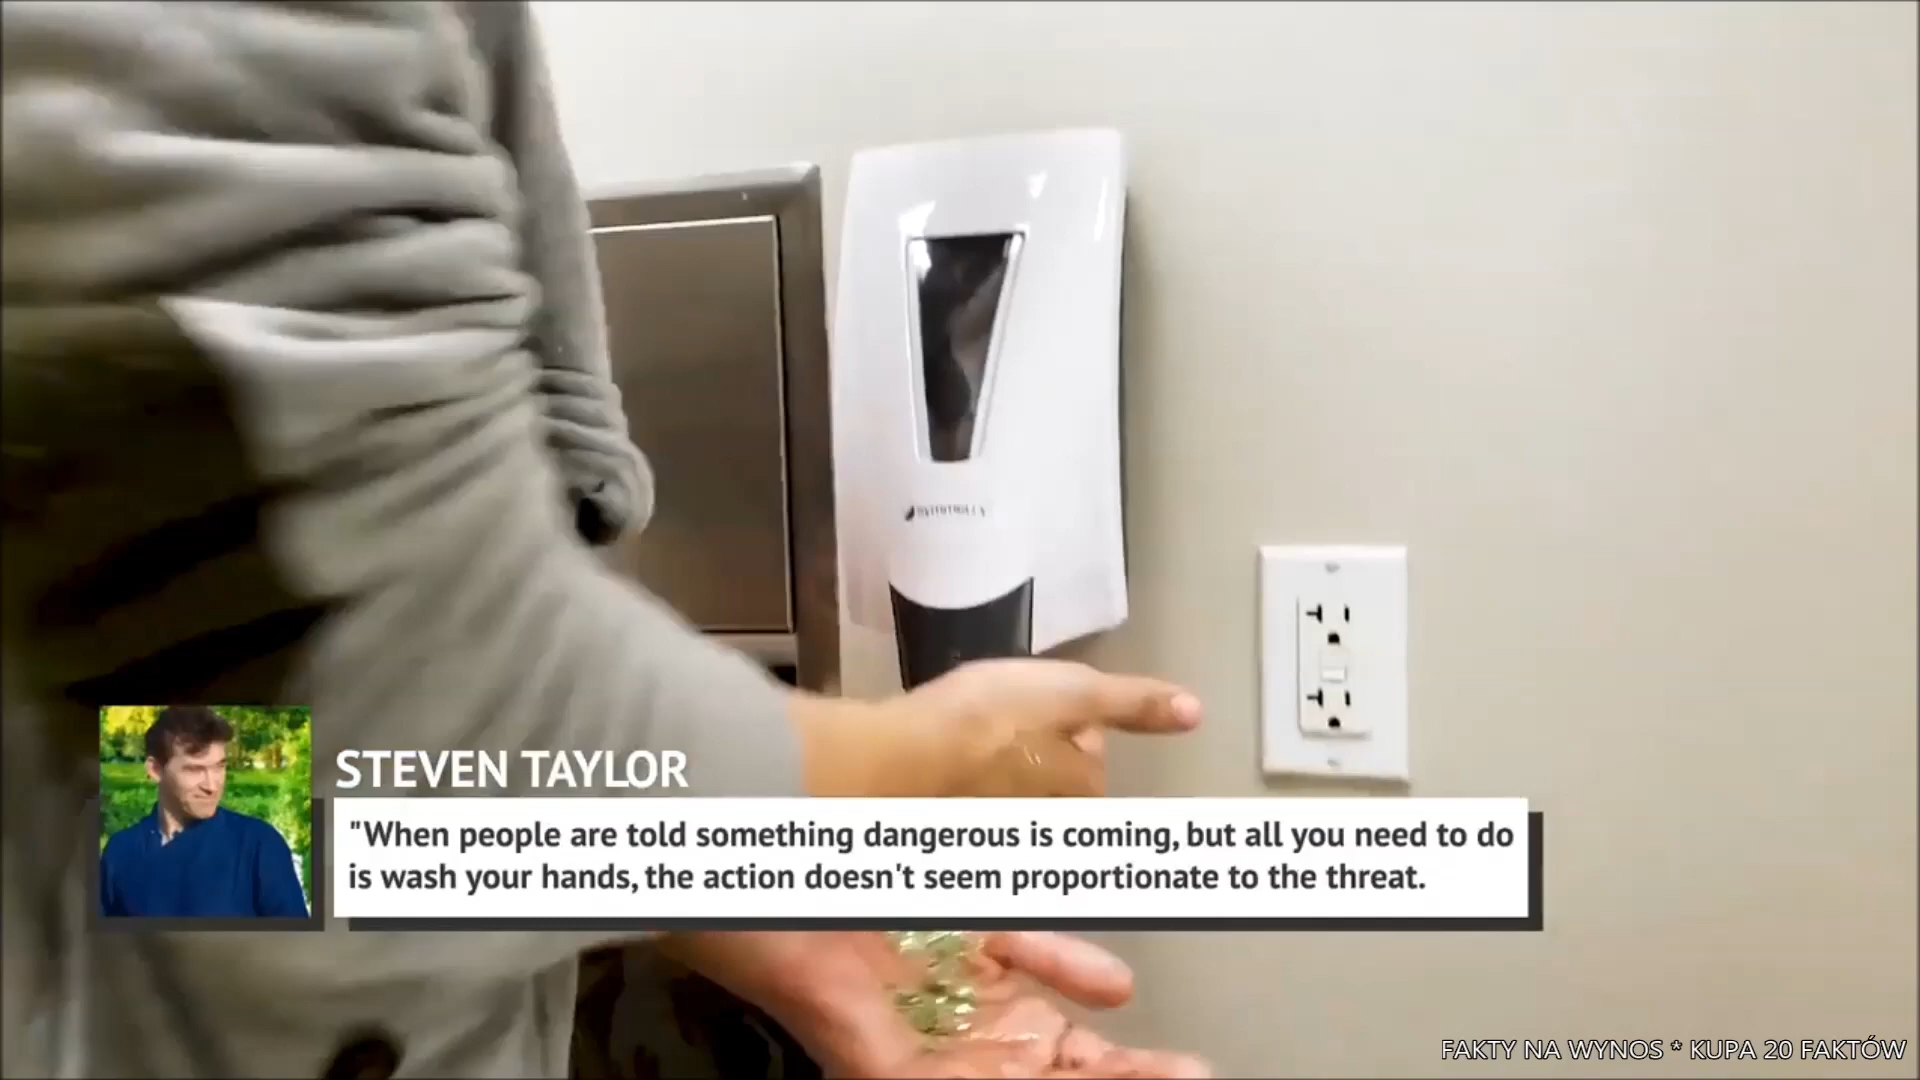 STEVEN TAYLOR
"When people are told something dangerous is coming, but all you need to do
is wash your hands, the action doesn't seem proportionate to the threat.
FAKTY NA WYNOS * KUPA 20 FAKTÓW